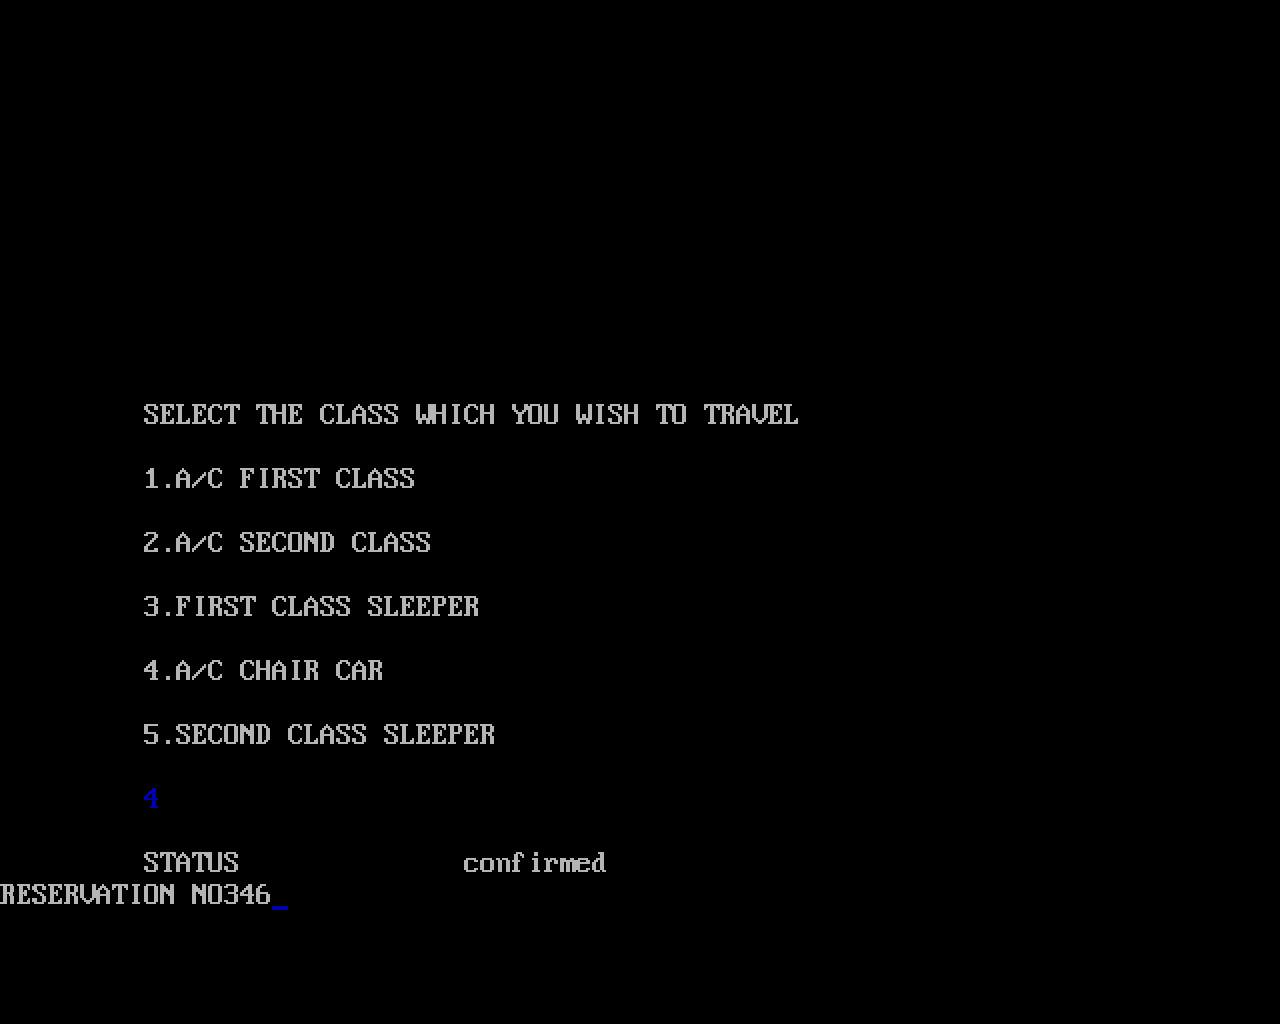 SELECT THE CLASS WHICH YOU WISH TO TRAVEL
1.A/C FIRST CLASS
2.A/C SECOND CLASS
3.FIRST CLASS SLEEPER
4.A/C CHAIR CAR
5.SECOND CLASS SLEEPER
4
STATUS confirmed
RESERVATION NO346_